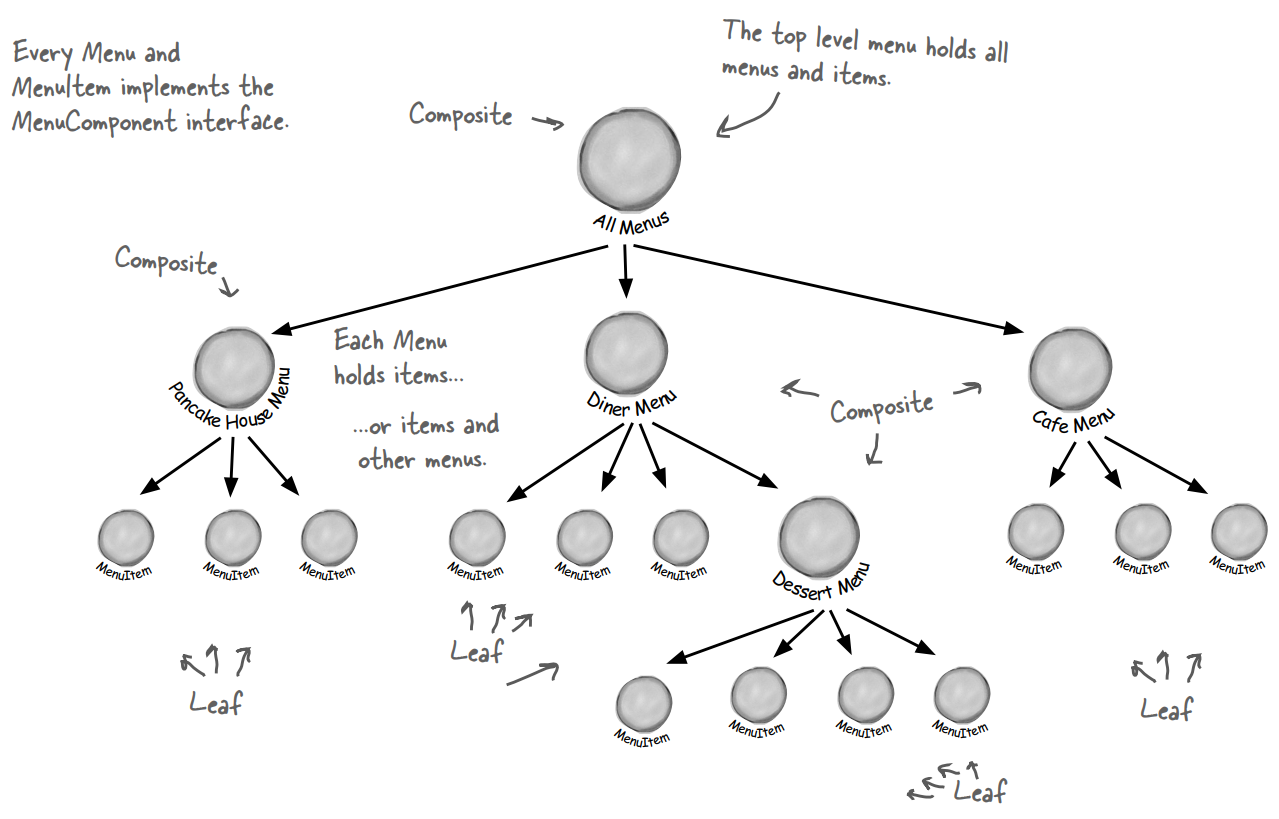 Every Menu and
MenuItem implements the
MenuComponent interface.
The top level menu holds all
menus and items.
Composite
All Menus
Composite
Each Menu
holds items...
...or items and
other menus.
Pancake House Menu
Diner Menu
Composite
Cafe Menu
MenuItem
MenuItem
MenuItem
MenuItem
MenuItem
MenuItem
Dessert Menu
MenuItem
MenuItem
MenuItem
Leaf
Leaf
Leaf
MenuItem
MenuItem
MenuItem
MenuItem
Leaf